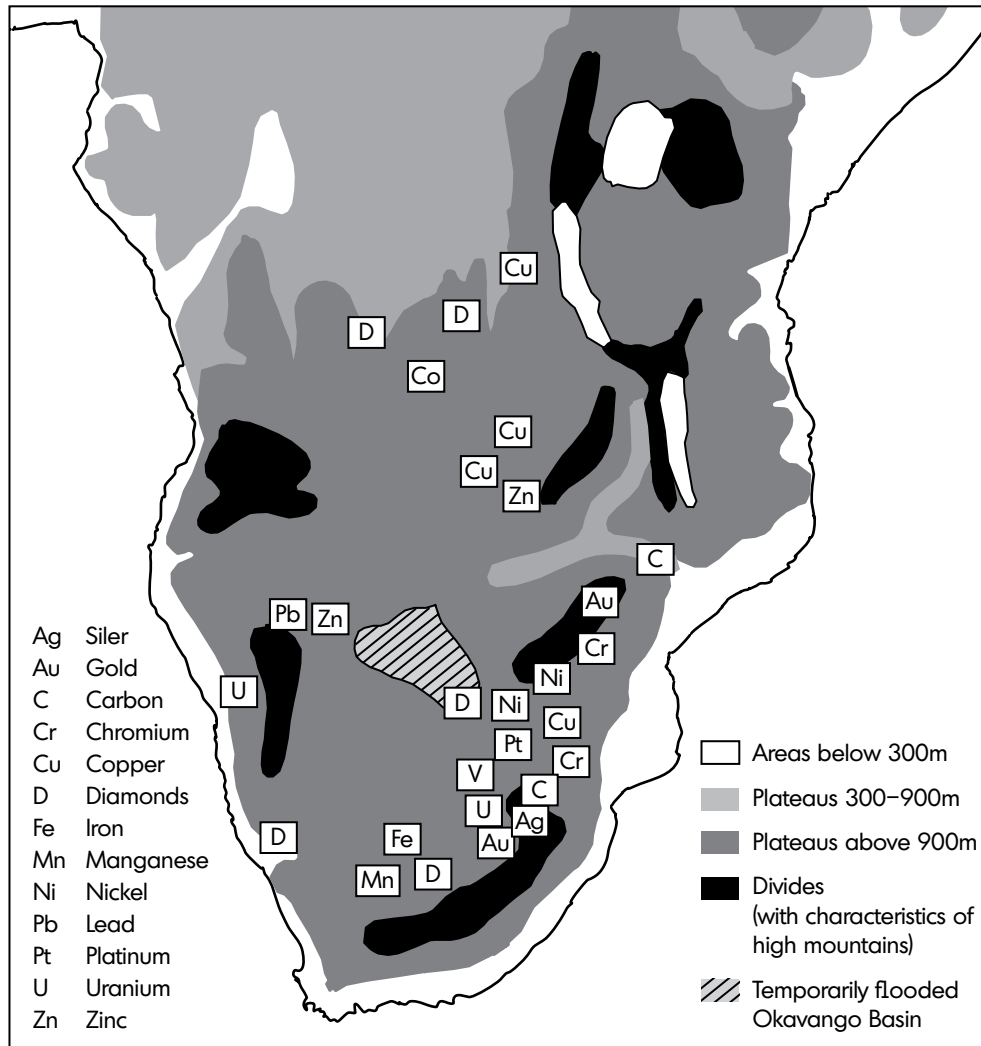 Cu
D
D
Co
Cu
Cu
Zn
C
Au
Pb
Zn
Cr
Ni
U
D
Ni
Cu
Pt
Cr
V
C
U
Ag
D
Fe
Au
Mn
D
Ag Siler
Au Gold
C Carbon
Cr Chromium
Cu Copper
D Diamonds
Fe Iron
Mn Manganese
Ni Nickel
Pb Lead
Pt Platinum
U Uranium
Zn Zinc
Areas below 300m
Plateaus 300–900m
Plateaus above 900m
Divides
(with characteristics of
high mountains)
Temporarily flooded
Okavango Basin